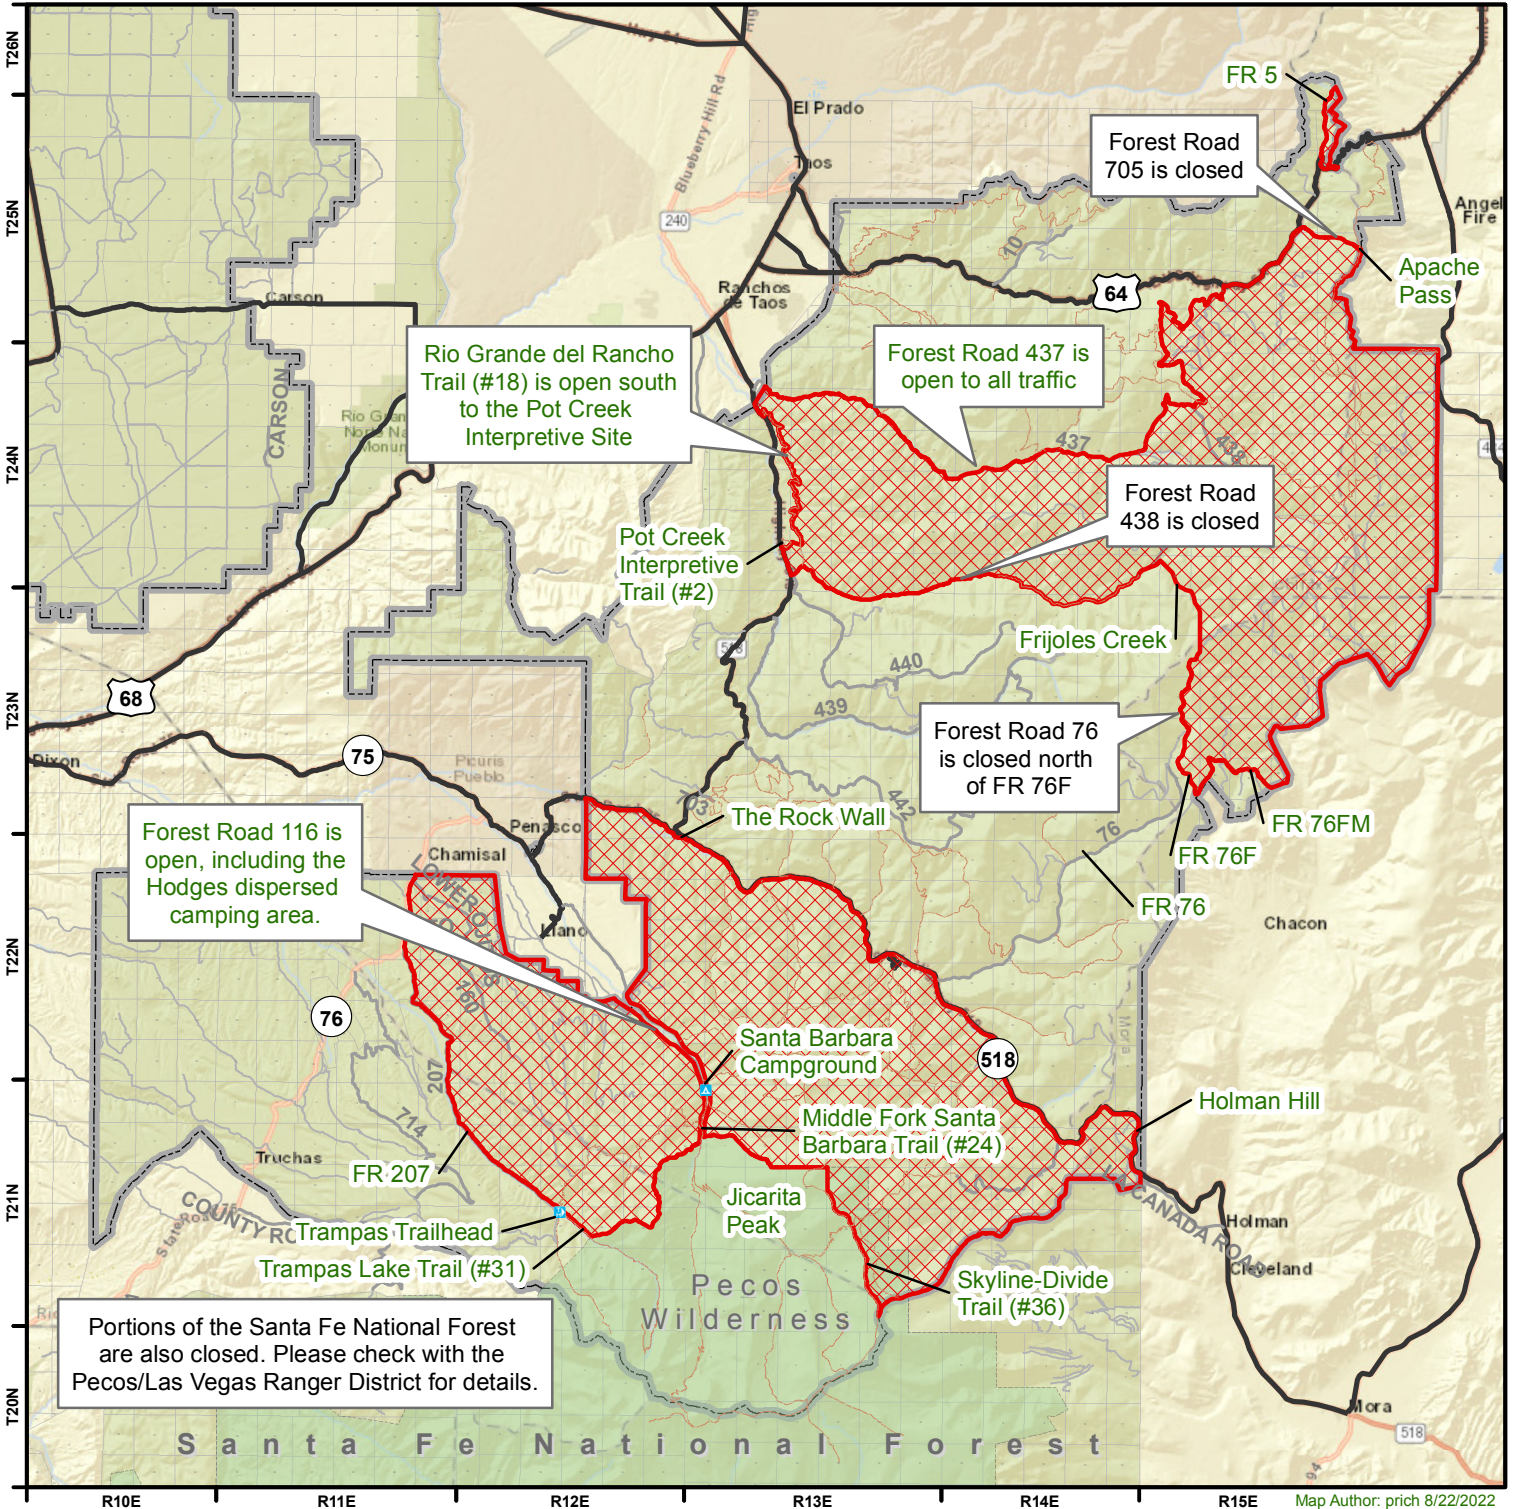 T26N
T25N
T24N
T23N
T22N
T21N
T20N
R10E
R11E
R12E
R13E
R14E
R15E
FR 5
El Prado
Blueberry Hill Rd
Taos
240
Forest Road
705 is closed
Angel
Fire
10
Apache
Pass
64
Carson
Ranchos
de Taos
Rio Grande del Rancho
Trail (#18) is open south
to the Pot Creek
Interpretive Site
Forest Road 437 is
open to all traffic
CARSON
437
438
Forest Road
438 is closed
Pot Creek
Interpretive
Trail (#2)
Frijoles Creek
518
440
439
68
75
Dixon
Picuris
Pueblo
Forest Road 76
is closed north
of FR 76F
703
442
76
The Rock Wall
FR 76FM
FR 76F
FR 76
Penasco
Chamisal
Forest Road 116 is
open, including the
Hodges dispersed
camping area.
Llano
Chacon
160
76
Santa Barbara
Campground
518
Mora
207
714
Middle Fork Santa
Barbara Trail (#24)
Holman Hill
Truchas
FR 207
Jicarita
Peak
LA CANADA ROAD
Holman
Cleveland
Trampas Trailhead
Trampas Lake Trail (#31)
Skyline-Divide
Trail (#36)
Pecos
Wilderness
Portions of the Santa Fe National Forest
are also closed. Please check with the
Pecos/Las Vegas Ranger District for details.
Mora
518
94
Santa Fe National Forest
Map Author: prich 8/22/2022